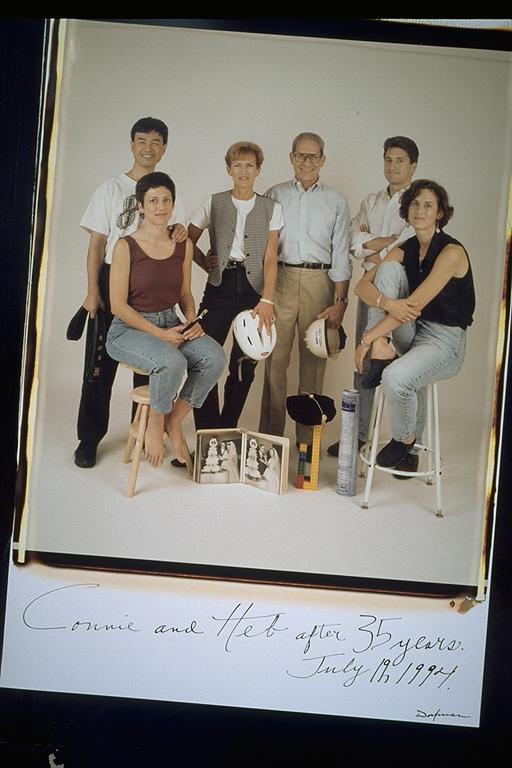 Connie and Heb after 35 years.
July 19, 1994.
Dorfman